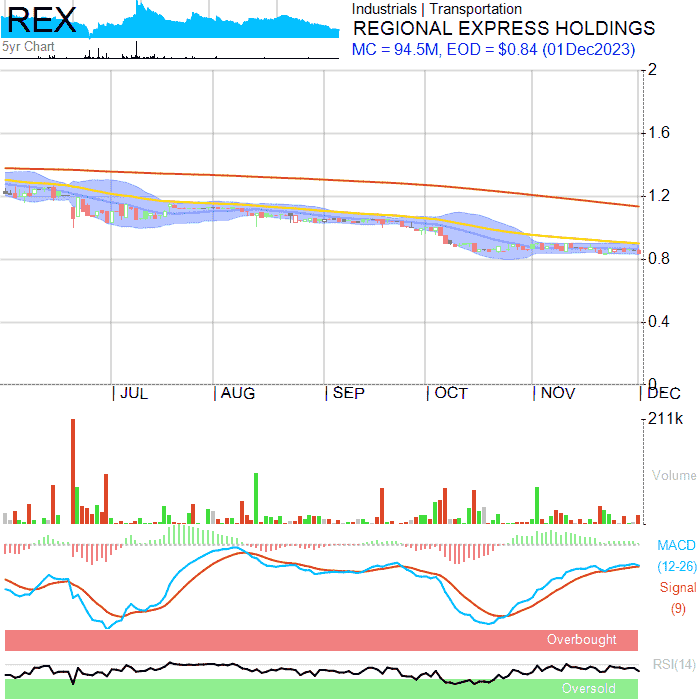 REX
5yr Chart
Industrials | Transportation
REGIONAL EXPRESS HOLDINGS
MC = 94.5M, EOD = $0.84 (01Dec2023)
2
1.6
1.2
0.8
0.4
0
JUL AUG SEP OCT NOV DEC
211k
Volume
MACD
(12-26)
Signal
(9)
Overbought
RSI(14)
Oversold